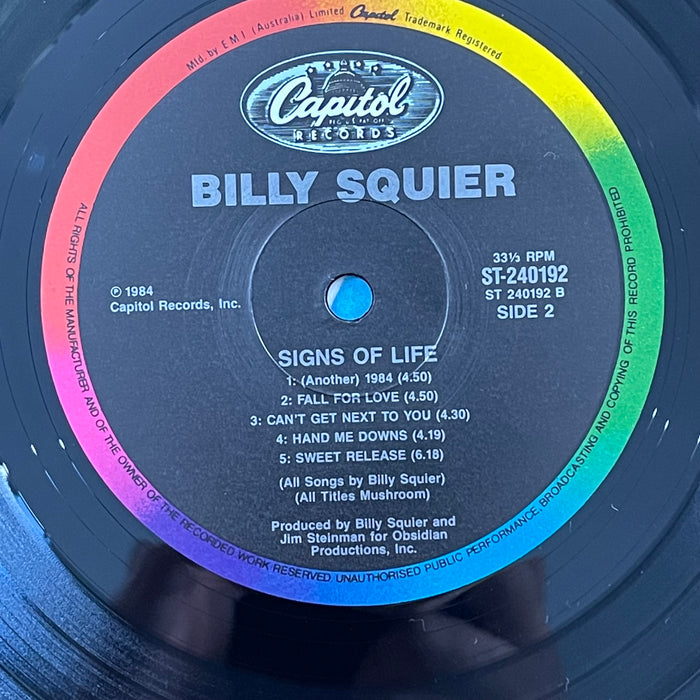 Mfd. by E M I (Australia) Limited Capitol Trademark Registered
Capitol
REG. U.S. PAT. OFF.
RECORDS
BILLY SQUIER
℗ 1984
Capitol Records, Inc.
33⅓ RPM
ST-240192
ST 240192 B
SIDE 2
SIGNS OF LIFE
1: (Another) 1984 (4.50)
2: FALL FOR LOVE (4.50)
3: CAN'T GET NEXT TO YOU (4.30)
4: HAND ME DOWNS (4.19)
5: SWEET RELEASE (6.18)
(All Songs by Billy Squier)
(All Titles Mushroom)
Produced by Billy Squier and
Jim Steinman for Obsidian
Productions, Inc.
ALL RIGHTS OF THE MANUFACTURER AND OF THE OWNER OF THE RECORDED WORK RESERVED. UNAUTHORISED PUBLIC PERFORMANCE, BROADCASTING AND COPYING OF THIS RECORD PROHIBITED